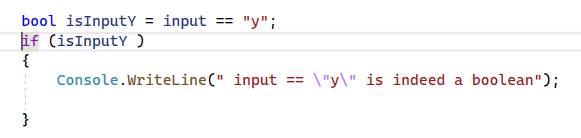 bool isInputY = input == "y";
if (isInputY )
{
Console.WriteLine(" input == \"y\" is indeed a boolean");
}